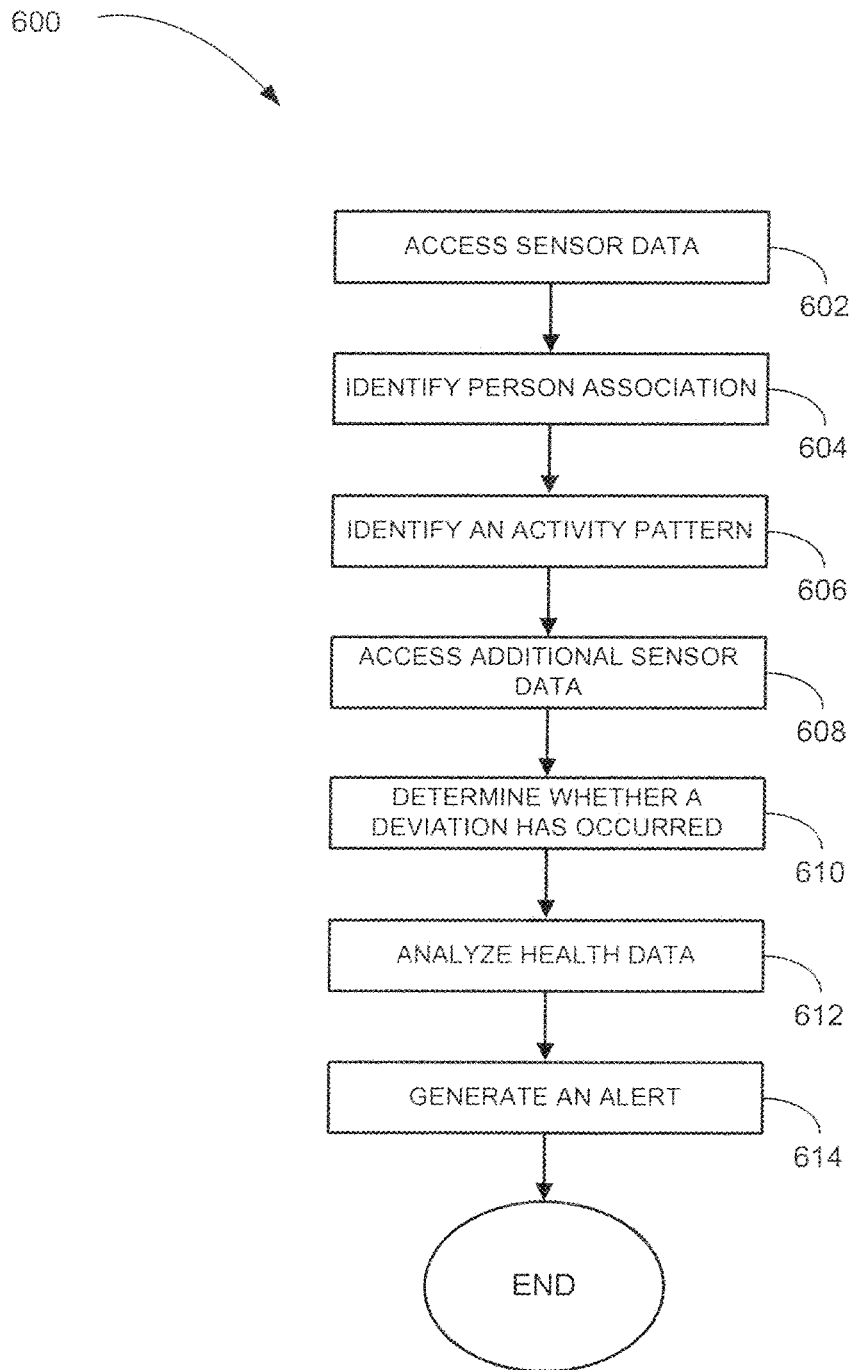 600
ACCESS SENSOR DATA
602
IDENTIFY PERSON ASSOCIATION
604
IDENTIFY AN ACTIVITY PATTERN
606
ACCESS ADDITIONAL SENSOR
DATA
608
DETERMINE WHETHER A
DEVIATION HAS OCCURRED
610
ANALYZE HEALTH DATA
612
GENERATE AN ALERT
614
END